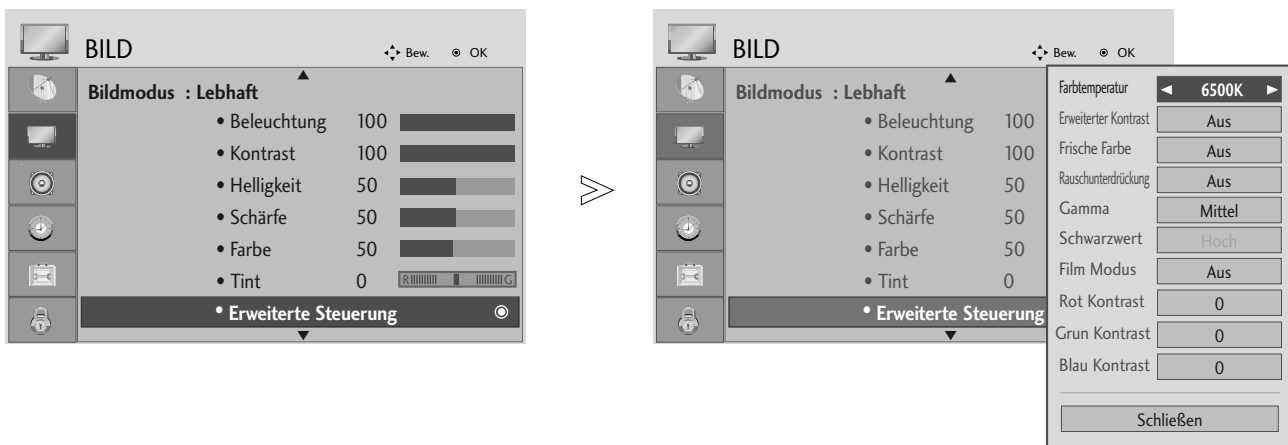 BILD
Bew. OK
Bildmodus : Lebhaft
• Beleuchtung 100
• Kontrast 100
• Helligkeit 50
• Schärfe 50
• Farbe 50
• Tint 0 R G
• Erweiterte Steuerung
BILD
Bew. OK
Bildmodus : Lebhaft
• Beleuchtung 100
• Kontrast 100
• Helligkeit 50
• Schärfe 50
• Farbe 50
• Tint 0
• Erweiterte Steuerung
Farbtemperatur ◄ 6500K ►
Erweiterter Kontrast Aus
Frische Farbe Aus
Rauschunterdrückung Aus
Gamma Mittel
Schwarzwert Hoch
Film Modus Aus
Rot Kontrast 0
Grun Kontrast 0
Blau Kontrast 0
Schließen